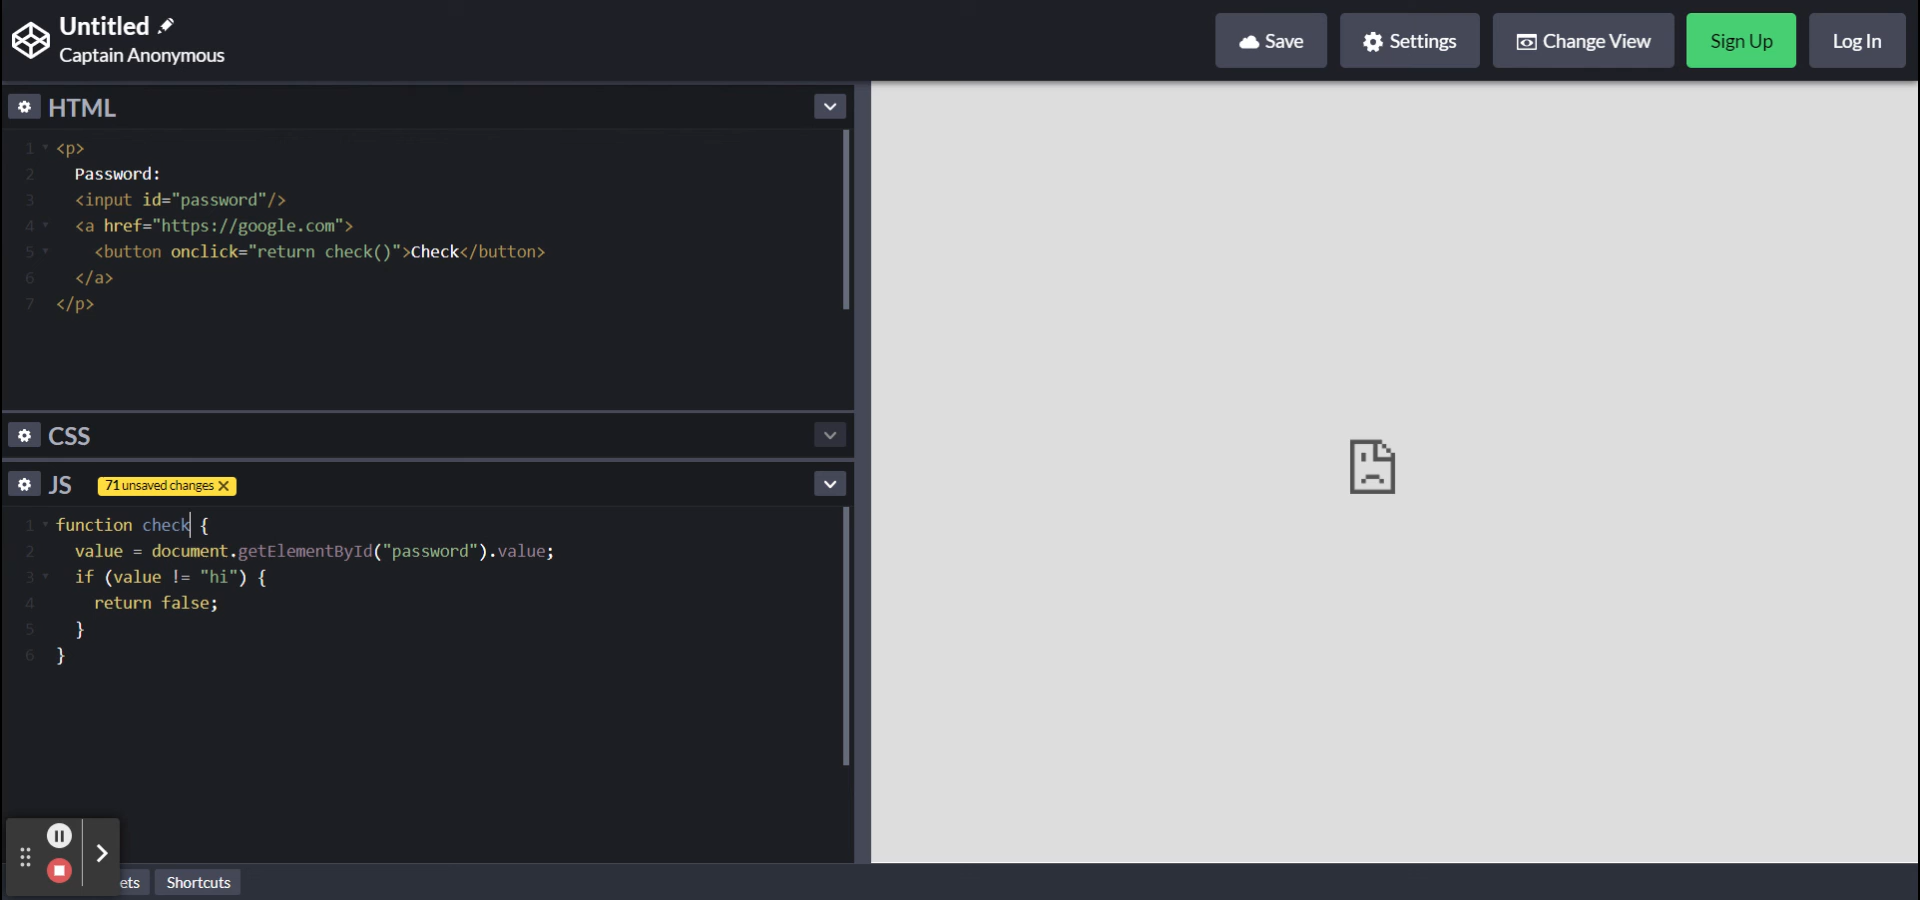 Untitled
Captain Anonymous
Save
Settings
Change View
Sign Up
Log In
HTML
1 <p>
2 Password:
3 <input id="password"/>
4 <a href="https://google.com">
5 <button onclick="return check()">Check</button>
6 </a>
7 </p>
CSS
JS
71 unsaved changes X
1 function check {
2 value = document.getElementById("password").value;
3 if (value != "hi") {
4 return false;
5 }
6 }
ets
Shortcuts